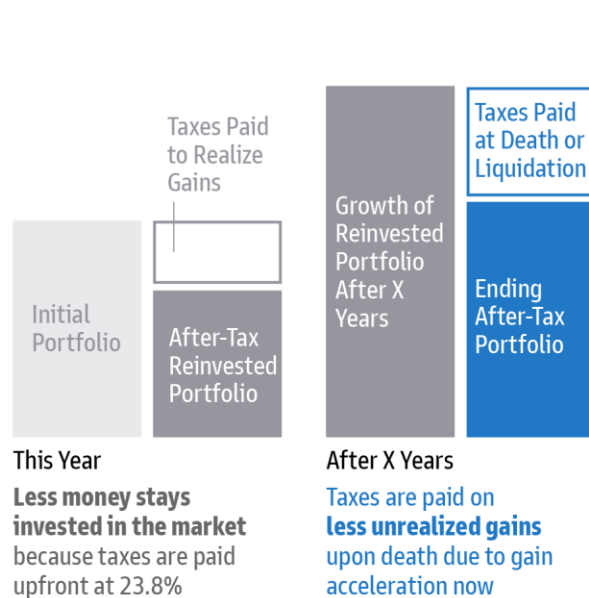 Taxes Paid
to Realize
Gains
Initial
Portfolio
After-Tax
Reinvested
Portfolio
Growth of
Reinvested
Portfolio
After X
Years
Taxes Paid
at Death or
Liquidation
Ending
After-Tax
Portfolio
This Year
Less money stays
invested in the market
because taxes are paid
upfront at 23.8%
After X Years
Taxes are paid on
less unrealized gains
upon death due to gain
acceleration now